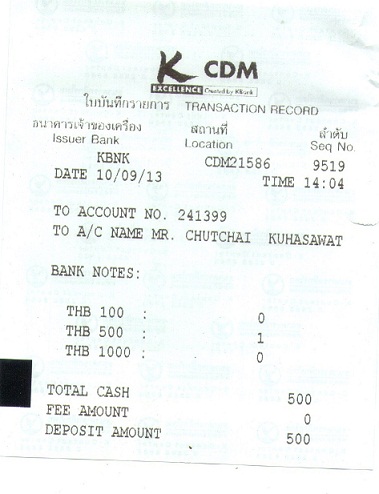 K CDM
EXCELLENCE Created by KBank
ใบบันทึกรายการ TRANSACTION RECORD
ธนาคารเจ้าของเครื่อง สถานที่ ลำดับ
Issuer Bank Location Seq No.
KBNK CDM21586 9519
DATE 10/09/13 TIME 14:04
TO ACCOUNT NO. 241399
TO A/C NAME MR. CHUTCHAI KUHASAWAT
BANK NOTES:
THB 100 : 0
THB 500 : 1
THB 1000 : 0
TOTAL CASH 500
FEE AMOUNT 0
DEPOSIT AMOUNT 500